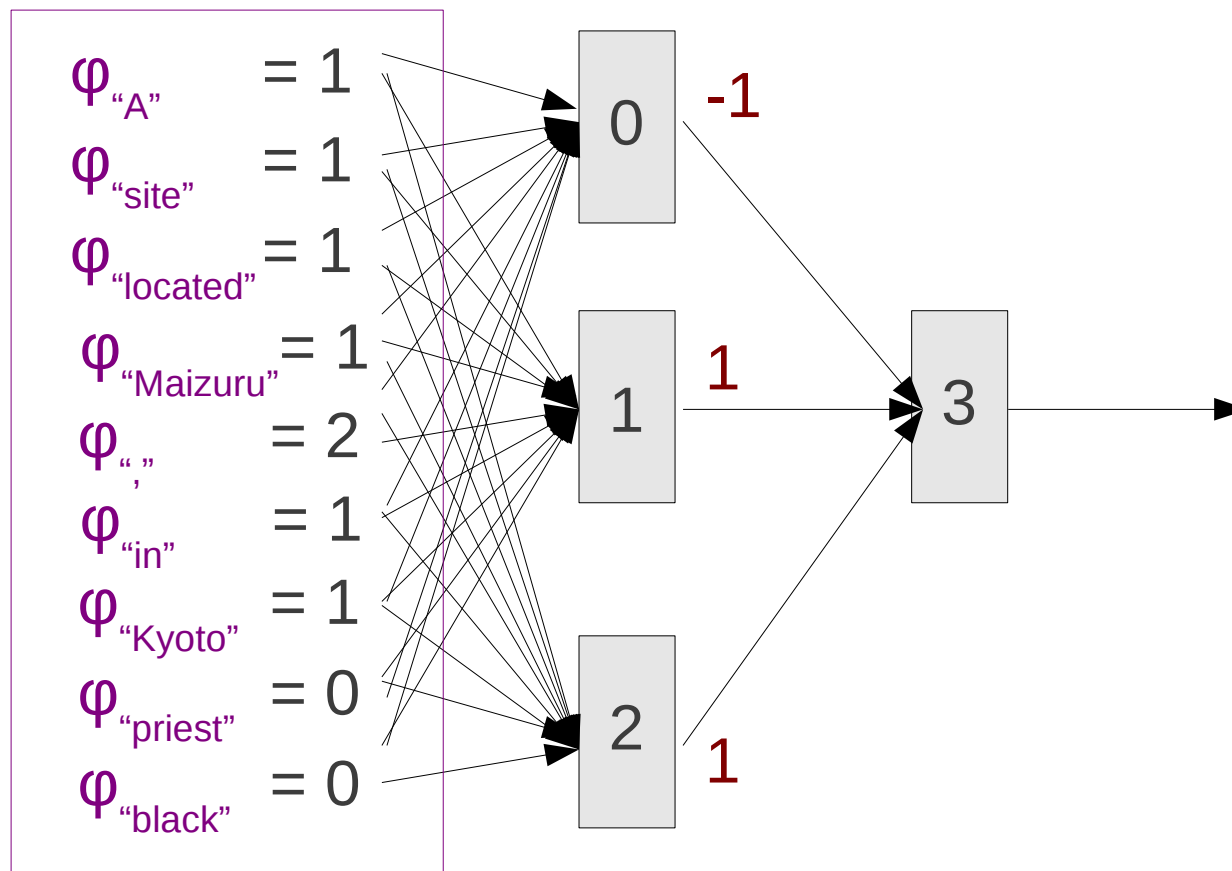 φ“A” = 1
φ“site” = 1
φ“located” = 1
φ“Maizuru” = 1
φ“,” = 2
φ“in” = 1
φ“Kyoto” = 1
φ“priest” = 0
φ“black” = 0
0
-1
1
1
2
1
3